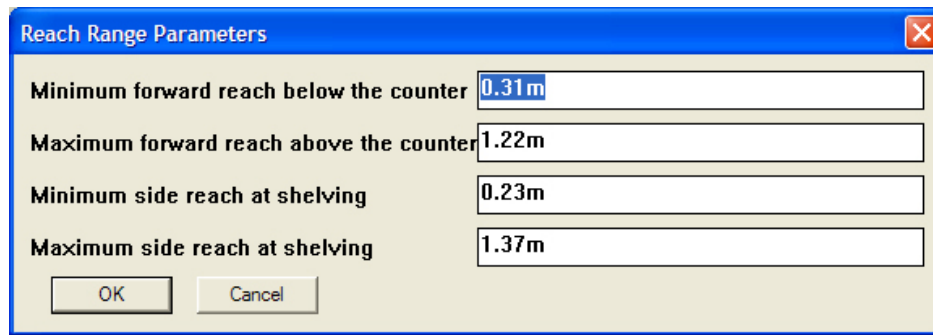 Reach Range Parameters
Minimum forward reach below the counter 0.31m
Maximum forward reach above the counter 1.22m
Minimum side reach at shelving 0.23m
Maximum side reach at shelving 1.37m
OK Cancel